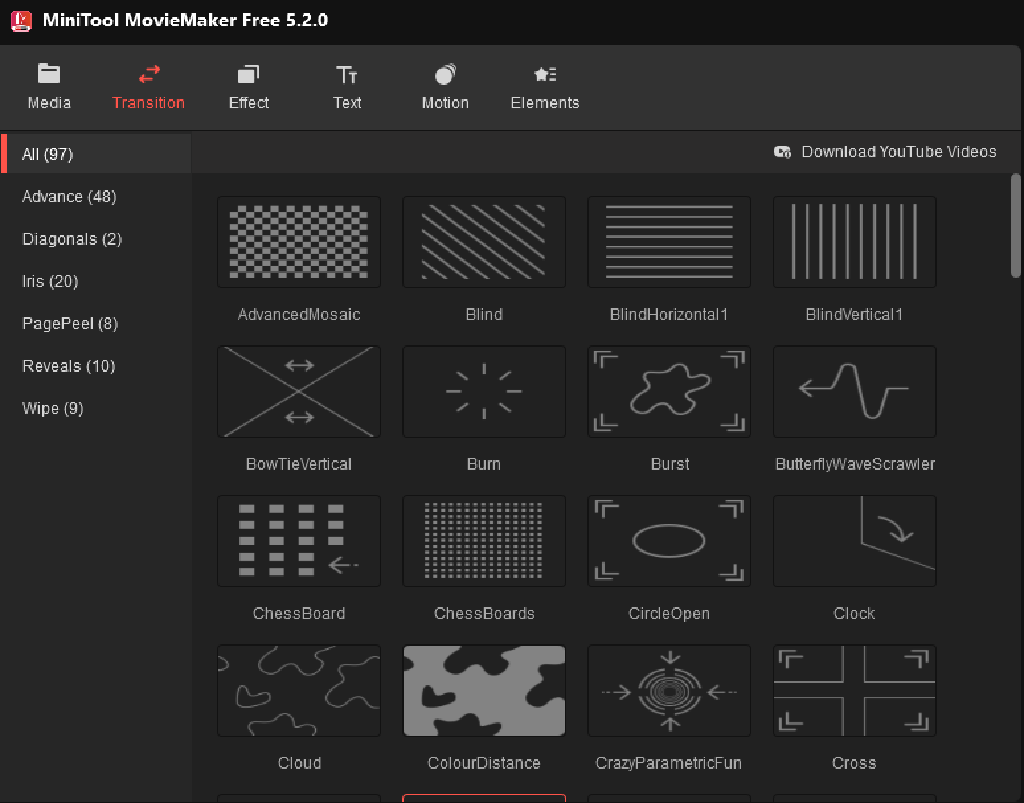 MiniTool MovieMaker Free 5.2.0
Media Transition Effect Text Motion Elements
All (97)
Download YouTube Videos
Advance (48)
Diagonals (2)
Iris (20)
PagePeel (8)
Reveals (10)
Wipe (9)
AdvancedMosaic Blind BlindHorizontal1 BlindVertical1
BowTieVertical Burn Burst ButterflyWaveScrawler
ChessBoard ChessBoards CircleOpen Clock
Cloud ColourDistance CrazyParametricFun Cross